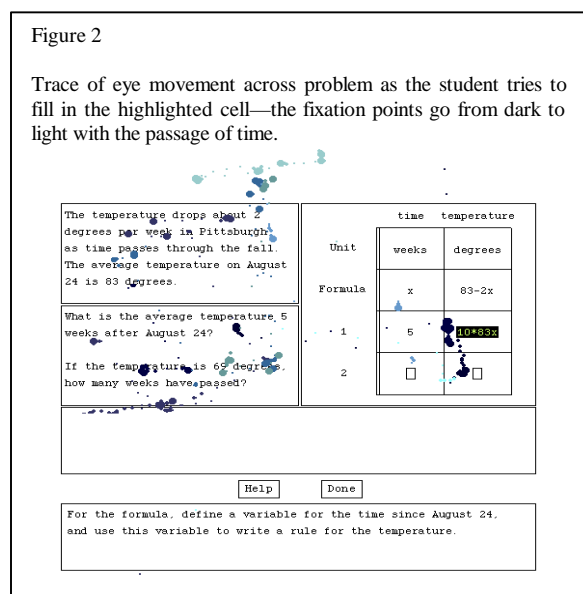 Figure 2
Trace of eye movement across problem as the student tries to
fill in the highlighted cell—the fixation points go from dark to
light with the passage of time.
The temperature drops about 2
degrees per week in Pittsburgh
as time passes through the fall.
The average temperature on August
24 is 83 degrees.
What is the average temperature 5
weeks after August 24?
If the temperature is 69 degrees,
how many weeks have passed?
time temperature
Unit weeks degrees
Formula x 83-2x
1 5 10*83x
2
Help Done
For the formula, define a variable for the time since August 24,
and use this variable to write a rule for the temperature.